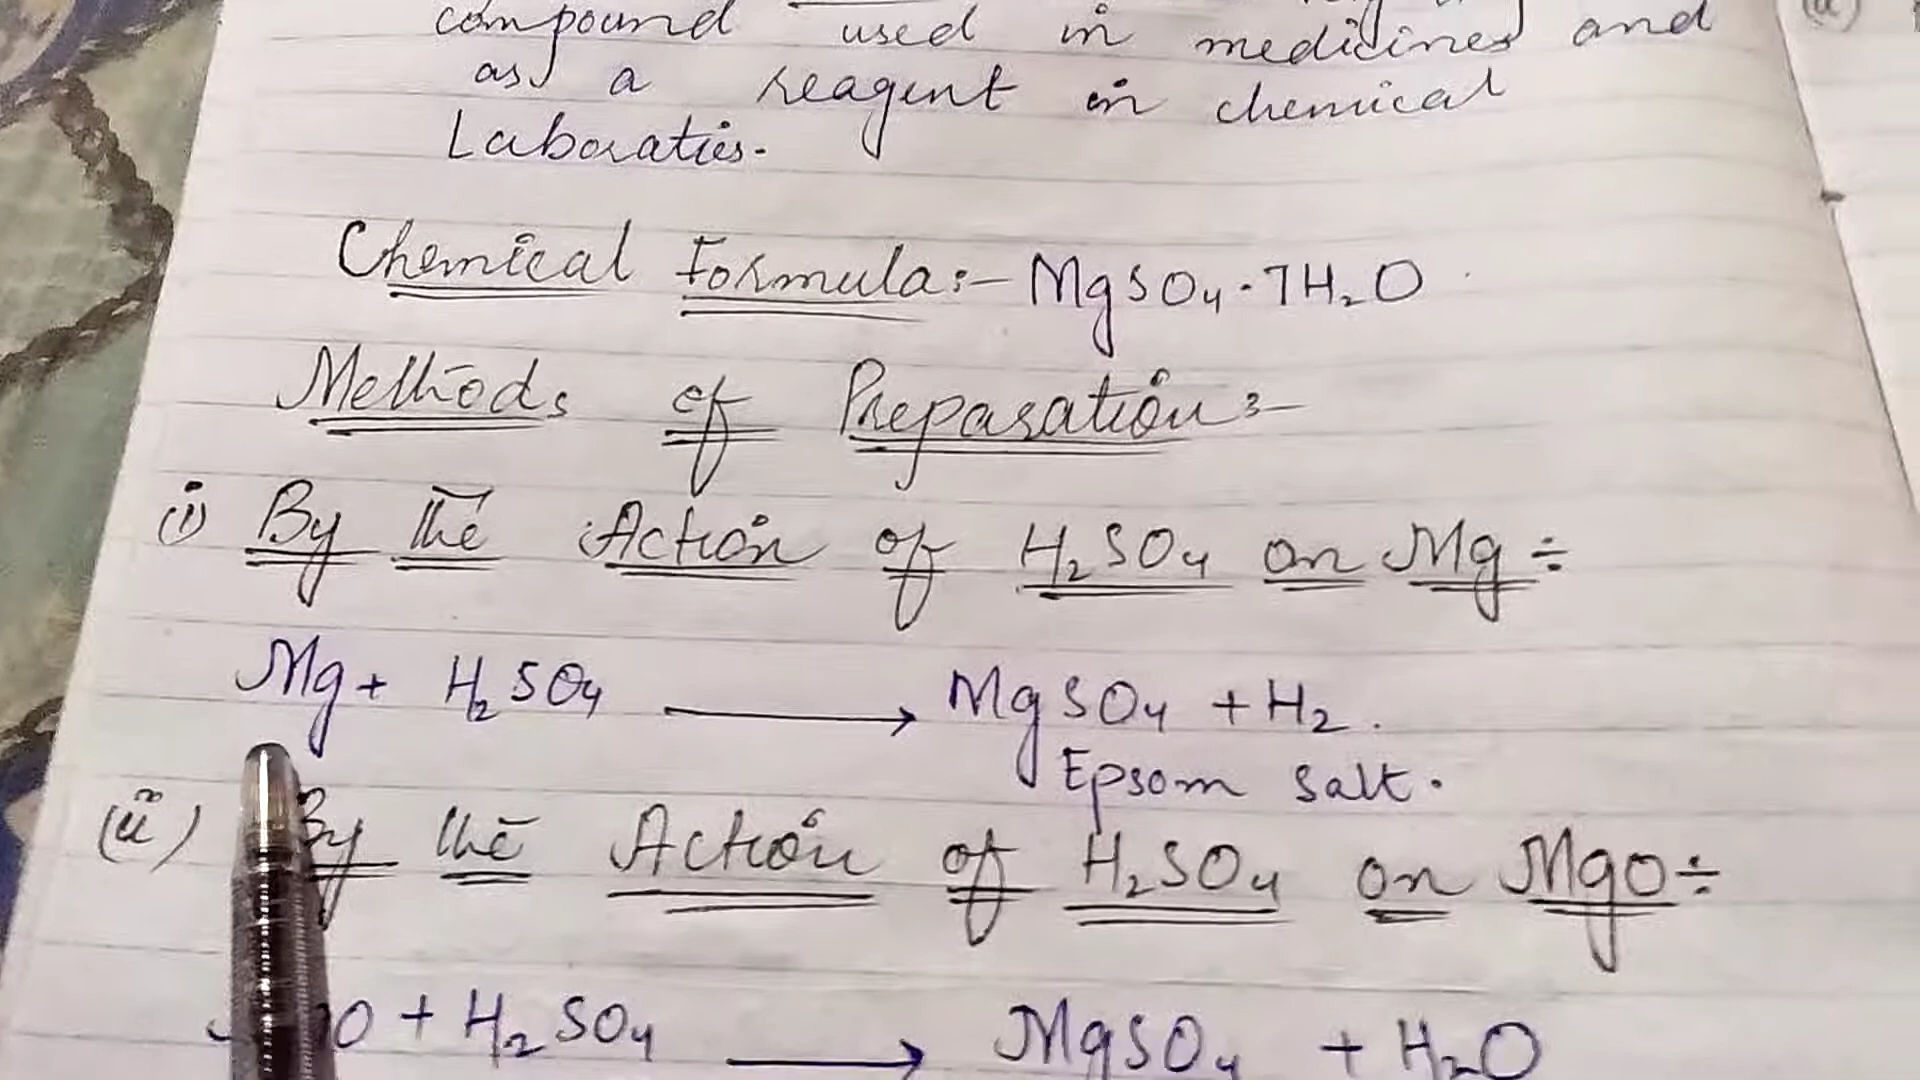 compound used in medicines and
as a reagent in chemical
Laboraties.
Chemical Formula:- MgSO₄·7H₂O
Methods of Preparation:-
(i) By the Action of H₂SO₄ on Mg ÷
Mg + H₂SO₄ ⟶ MgSO₄ + H₂.
Epsom Salt.
(ii) By the Action of H₂SO₄ on MgO ÷
O + H₂SO₄ ⟶ MgSO₄ + H₂O